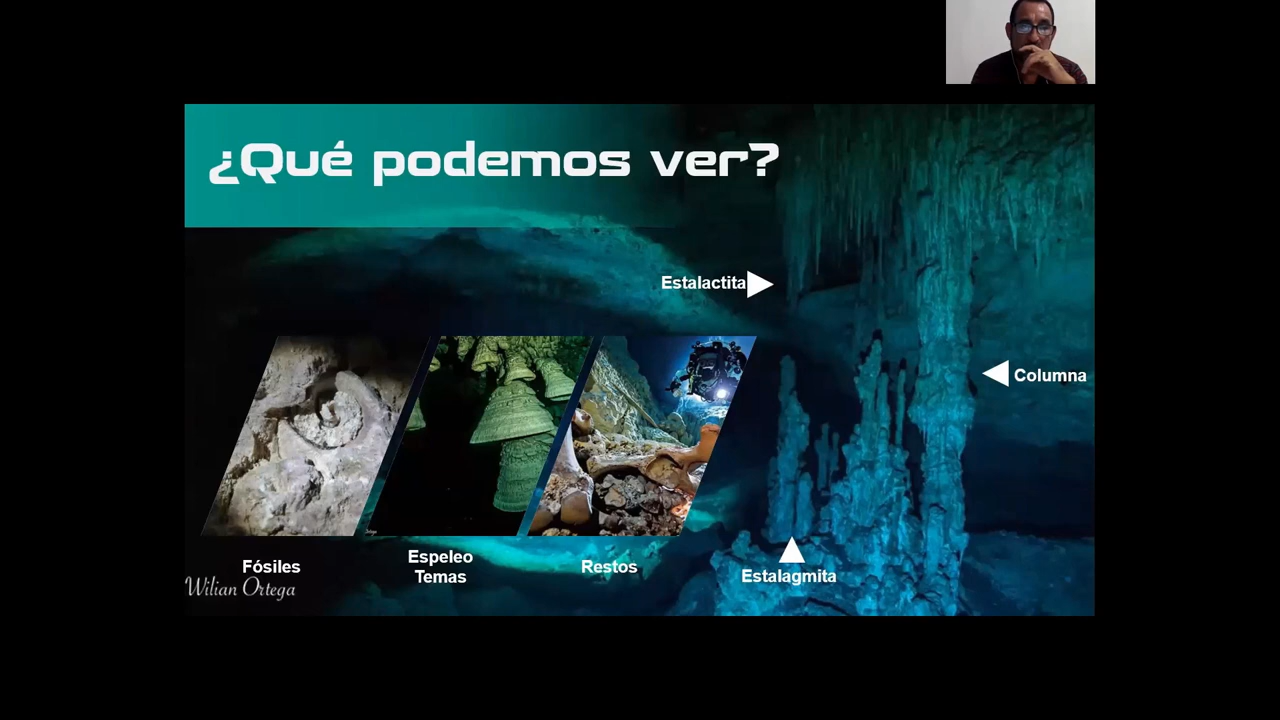 ¿Qué podemos ver?
Estalactita
Columna
Fósiles
Espeleo
Temas
Restos
Estalagmita
Wilian Ortega